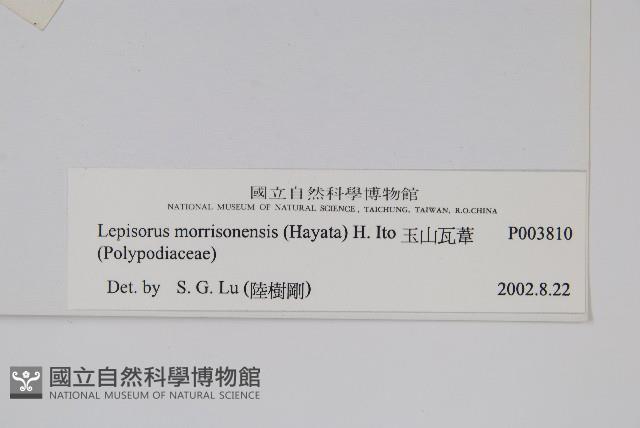 國立自然科學博物館
NATIONAL MUSEUM OF NATURAL SCIENCE, TAICHUNG, TAIWAN, R.O.CHINA
Lepisorus morrisonensis (Hayata) H. Ito 玉山瓦葦 P003810
(Polypodiaceae)
Det. by S. G. Lu (陸樹剛) 2002.8.22
國立自然科學博物館
NATIONAL MUSEUM OF NATURAL SCIENCE